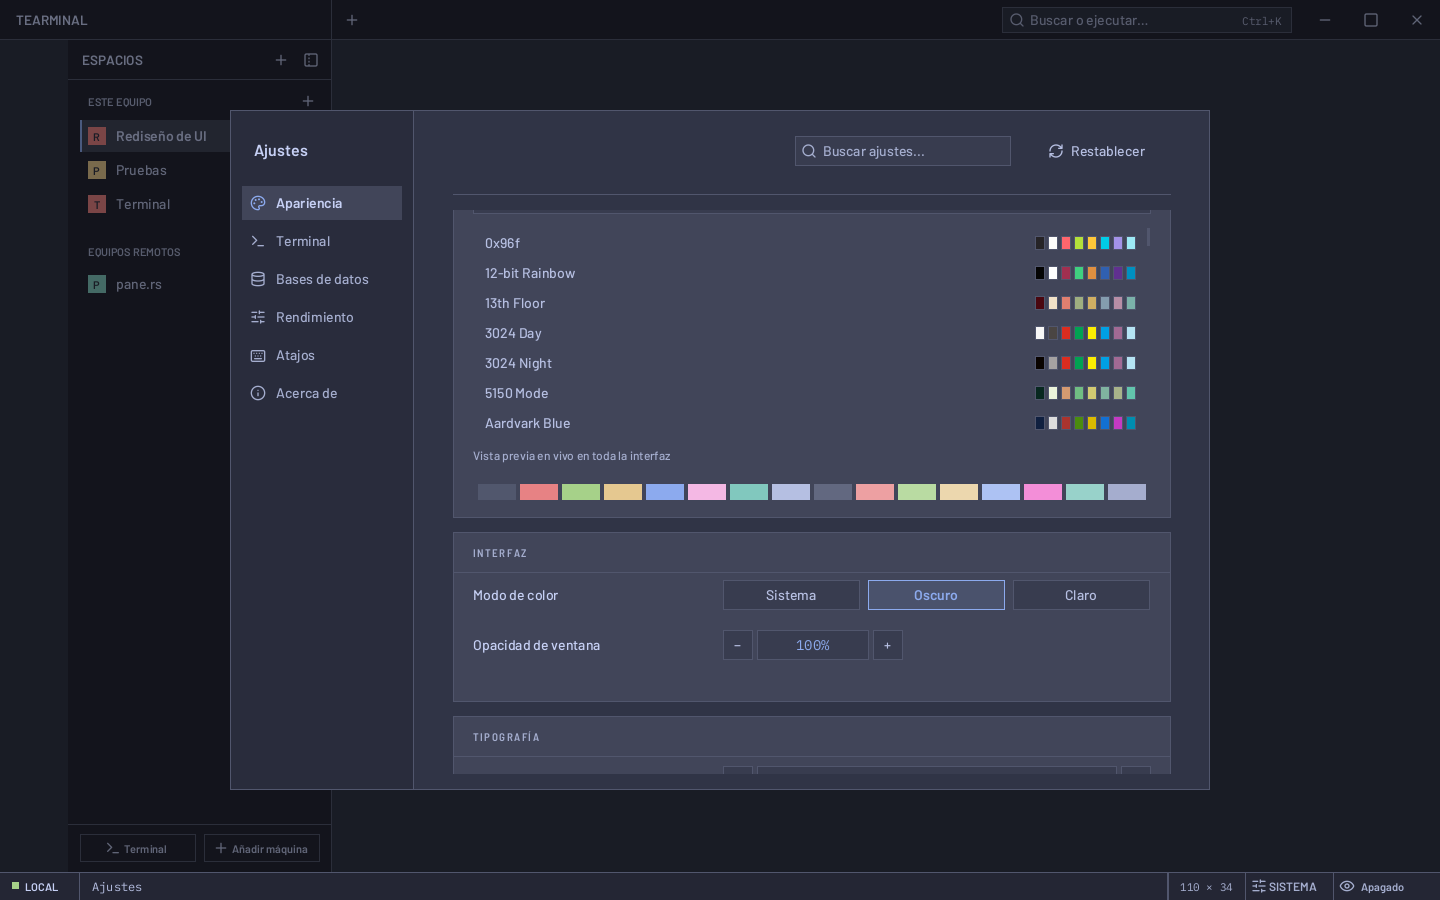 TEARMINAL
Buscar o ejecutar...
Ctrl+K
ESPACIOS
ESTE EQUIPO
R Rediseño de UI
P Pruebas
T Terminal
EQUIPOS REMOTOS
P pane.rs
Terminal
Añadir máquina
Ajustes
Apariencia
Terminal
Bases de datos
Rendimiento
Atajos
Acerca de
Buscar ajustes...
Restablecer
0x96f
12-bit Rainbow
13th Floor
3024 Day
3024 Night
5150 Mode
Aardvark Blue
Vista previa en vivo en toda la interfaz
INTERFAZ
Modo de color
Sistema
Oscuro
Claro
Opacidad de ventana
− 100% +
TIPOGRAFÍA
LOCAL
Ajustes
110 × 34
SISTEMA
Apagado